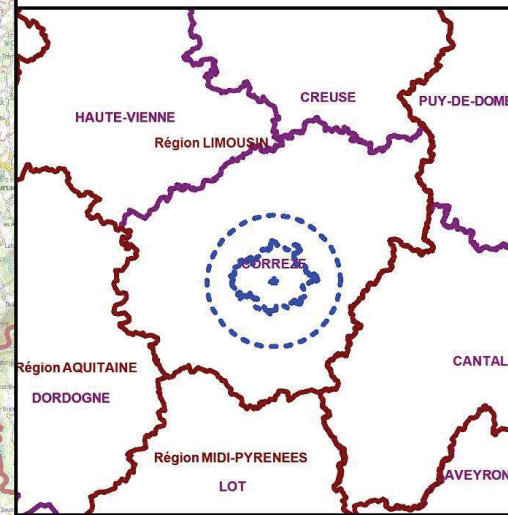 CREUSE
PUY-DE-DOME
HAUTE-VIENNE
Région LIMOUSIN
CORREZE
CANTAL
Région AQUITAINE
DORDOGNE
Région MIDI-PYRENEES
AVEYRON
LOT